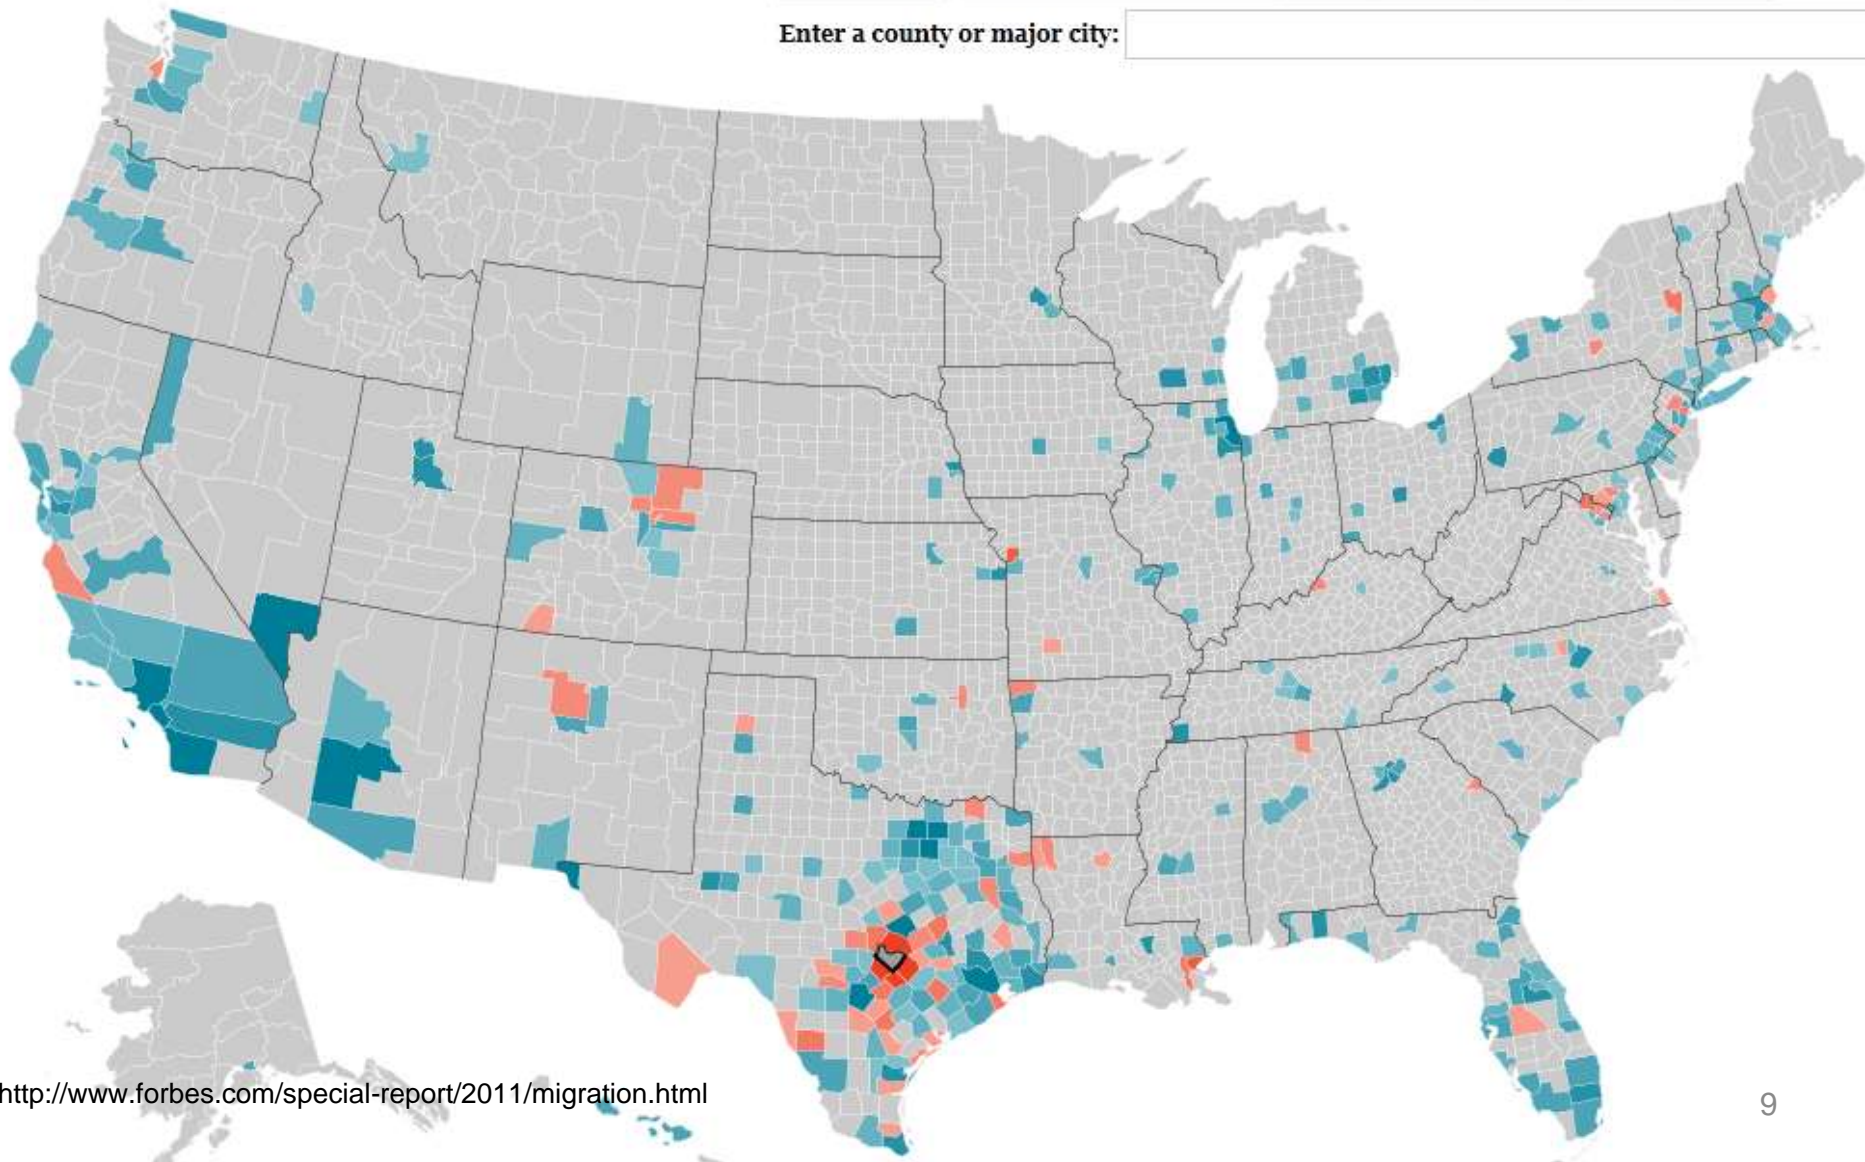 Enter a county or major city:
http://www.forbes.com/special-report/2011/migration.html
9